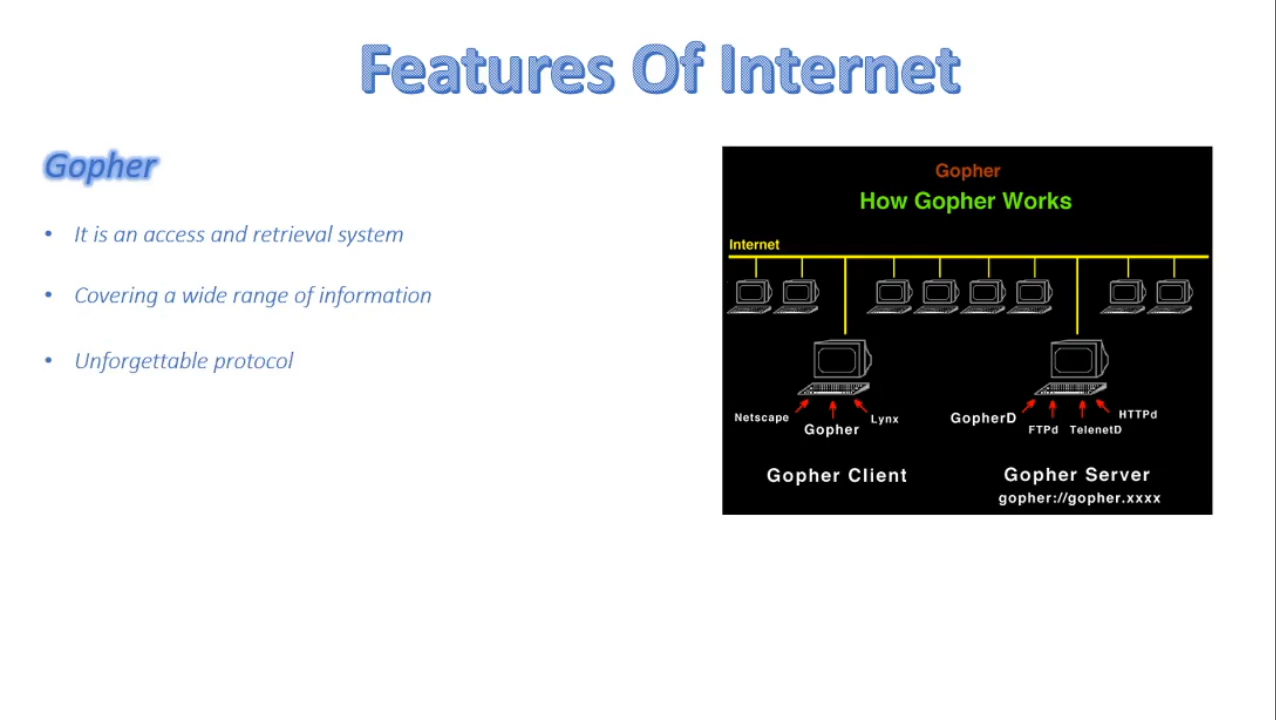 Features Of Internet
Gopher
• It is an access and retrieval system
• Covering a wide range of information
• Unforgettable protocol
Gopher
How Gopher Works
Internet
Netscape
Gopher
Lynx
GopherD
FTPd
TelenetD
HTTPd
Gopher Client
Gopher Server
gopher://gopher.xxxx